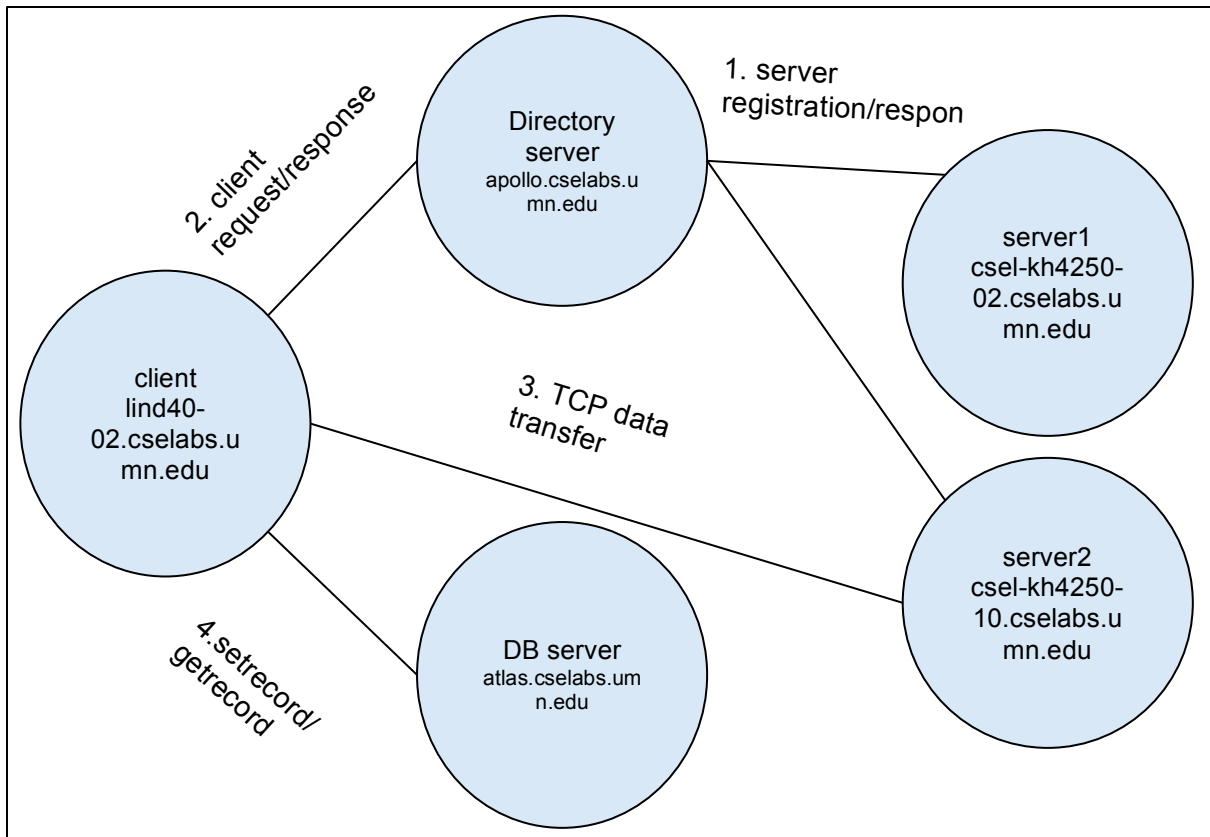 1. server
registration/respon
2. client
request/response
Directory
server
apollo.cselabs.u
mn.edu
server1
csel-kh4250-
02.cselabs.u
mn.edu
client
lind40-
02.cselabs.u
mn.edu
3. TCP data
transfer
server2
csel-kh4250-
10.cselabs.u
mn.edu
4.setrecord/
getrecord
DB server
atlas.cselabs.um
n.edu